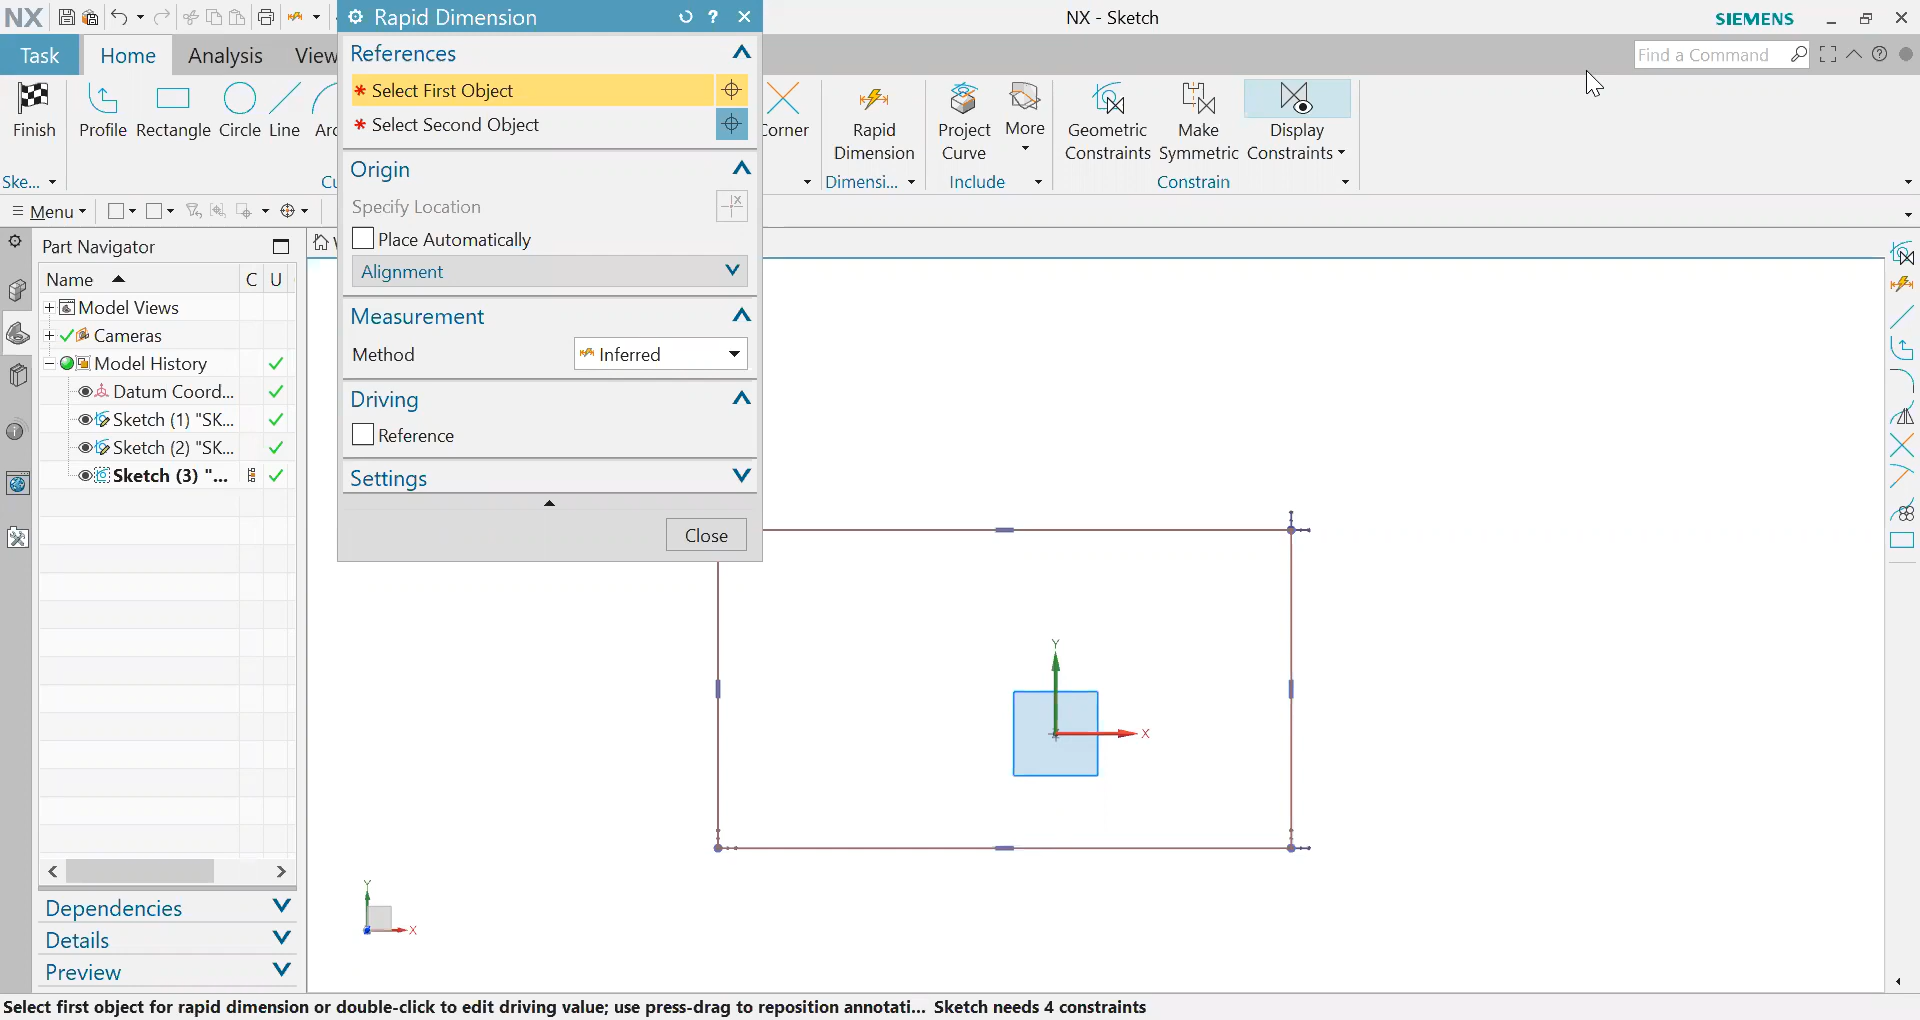 NX
Rapid Dimension
NX - Sketch
SIEMENS
Task
Home
Analysis
View
Find a Command
References
* Select First Object
* Select Second Object
Origin
Specify Location
Place Automatically
Alignment
Measurement
Method
Inferred
Driving
Reference
Settings
Close
Finish
Profile
Rectangle
Circle
Line
Arc
Corner
Rapid
Dimension
Project
Curve
More
Geometric
Constraints
Make
Symmetric
Display
Constraints
Ske...
Cu
Dimensi...
Include
Constrain
Menu
Part Navigator
Name
C
U
Model Views
Cameras
Model History
Datum Coord...
Sketch (1) "SK...
Sketch (2) "SK...
Sketch (3) "...
Dependencies
Details
Preview
Y
X
Y
X
Select first object for rapid dimension or double-click to edit driving value; use press-drag to reposition annotati... Sketch needs 4 constraints